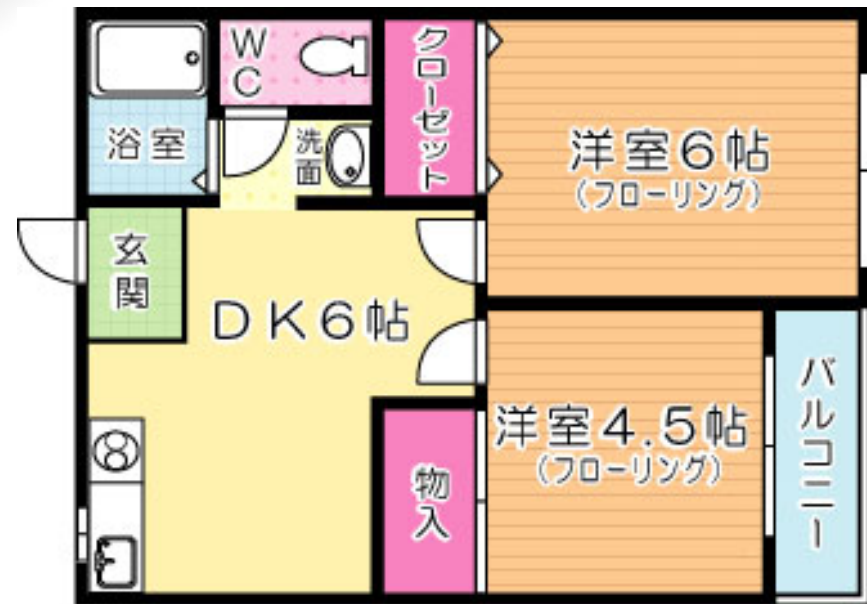 WC
クローゼット
浴室
洗面
洋室6帖
(フローリング)
玄関
DK6帖
洋室4.5帖
(フローリング)
バルコニー
物入